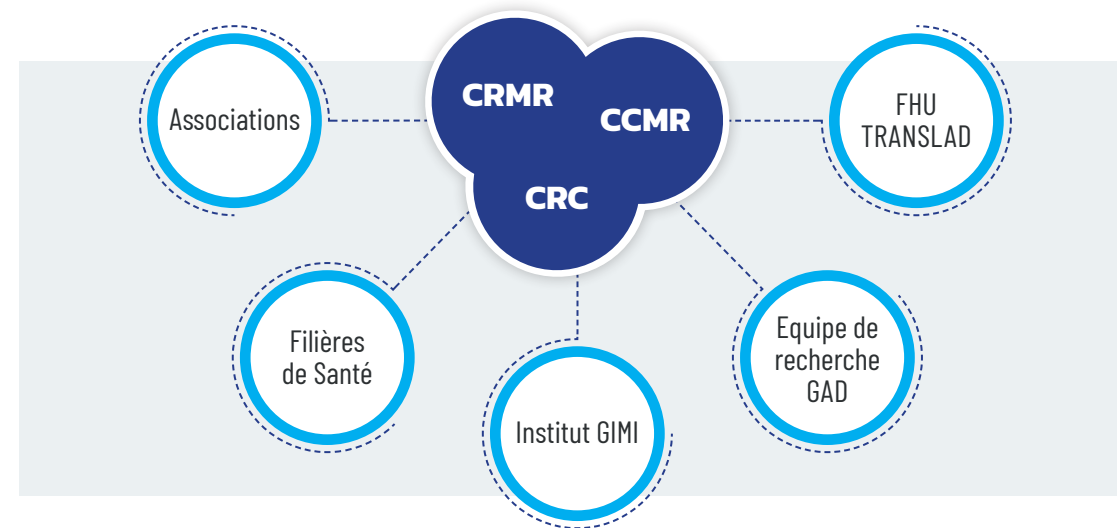 CRMR
CCMR
CRC
Associations
FHU
TRANSLAD
Filières
de Santé
Institut GIMI
Equipe de
recherche
GAD